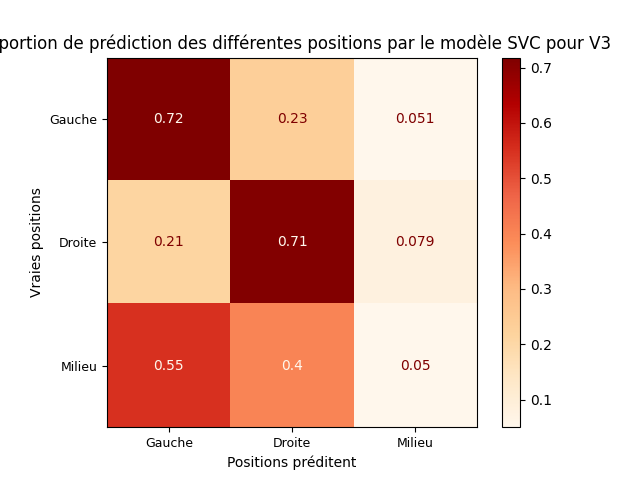 portion de prédiction des différentes positions par le modèle SVC pour V3
Vraies positions
Gauche 0.72 0.23 0.051
Droite 0.21 0.71 0.079
Milieu 0.55 0.4 0.05
Gauche Droite Milieu
Positions préditent
0.7
0.6
0.5
0.4
0.3
0.2
0.1